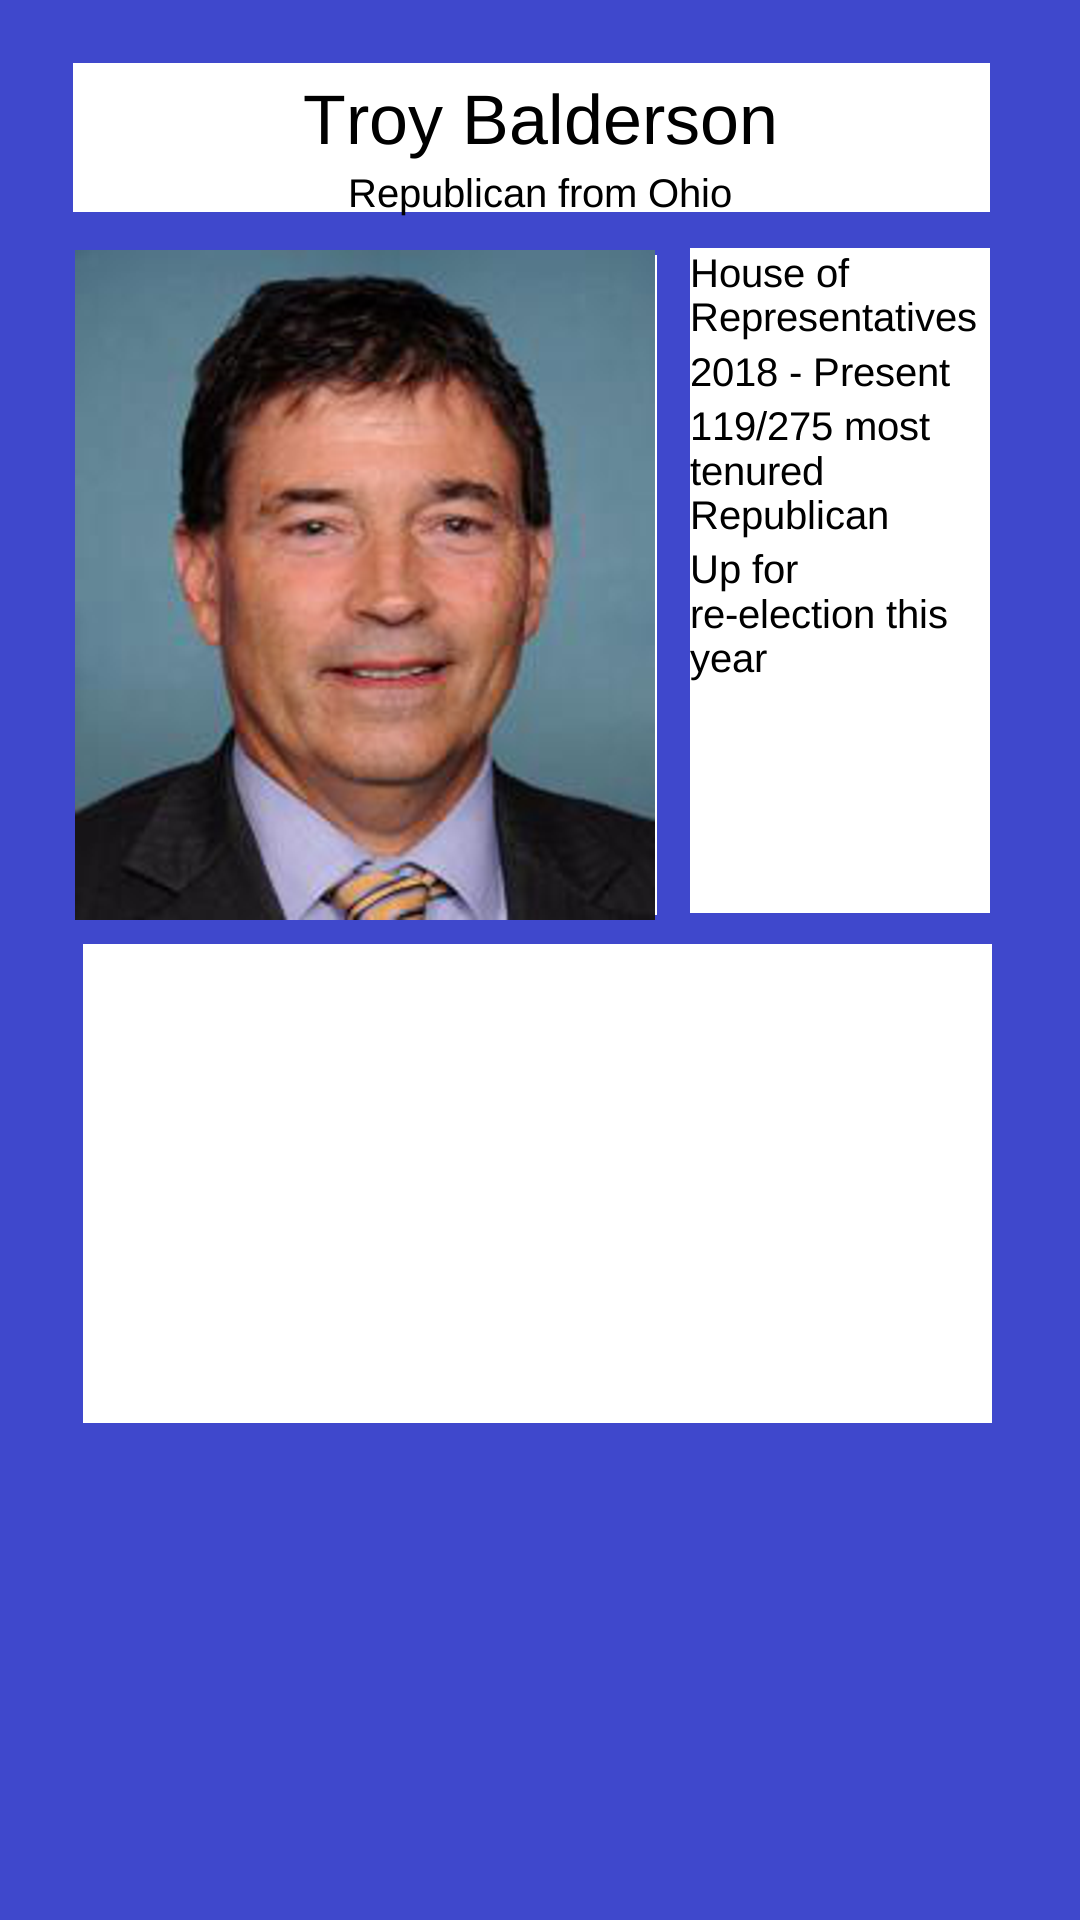 Troy Balderson
Republican from Ohio
House of
Representatives
2018 - Present
119/275 most
tenured
Republican
Up for
re-election this
year